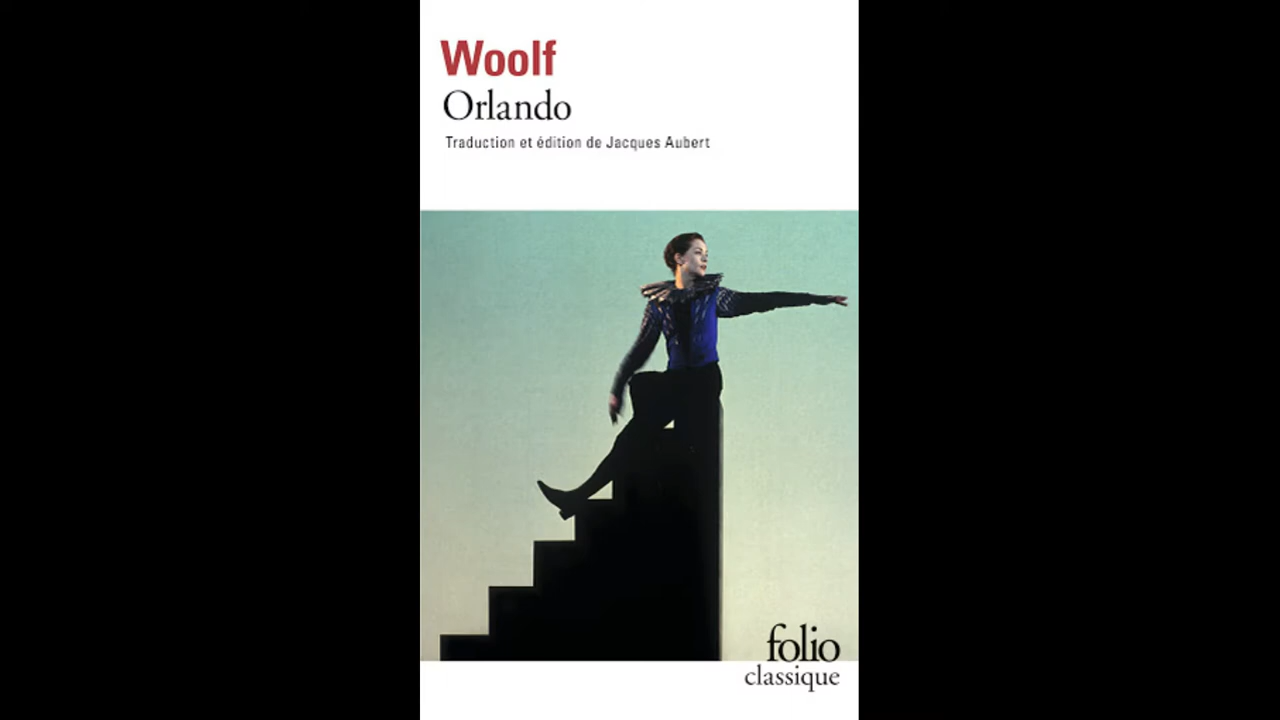 Woolf
Orlando
Traduction et édition de Jacques Aubert
folio
classique